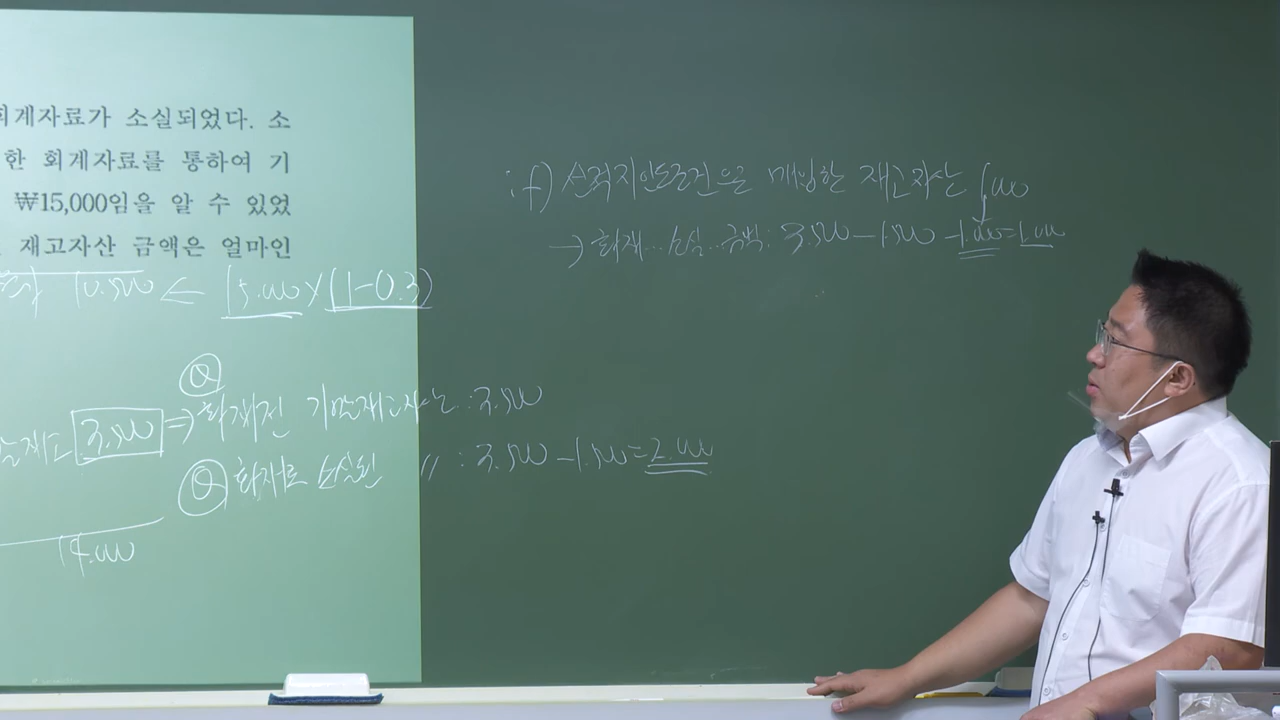 회계자료가 소실되었다. 소
한 회계자료를 통하여 기
₩15,000임을 알 수 있었
재고자산 금액은 얼마인
10.500 ← 15.000 × (1-0.3)
3.500 ⇒ 화재전 기말재고자산 : 3.500
Q
Q 화재로 소실된 〃 : 3.500 - 1.500 = 2.000
14.000
if) 선적지인도조건으로 매입한 재고자산 1,000
→ 화재.. 소실.. 금액: 3.500 - 1.500 - 1.000 = 1.000